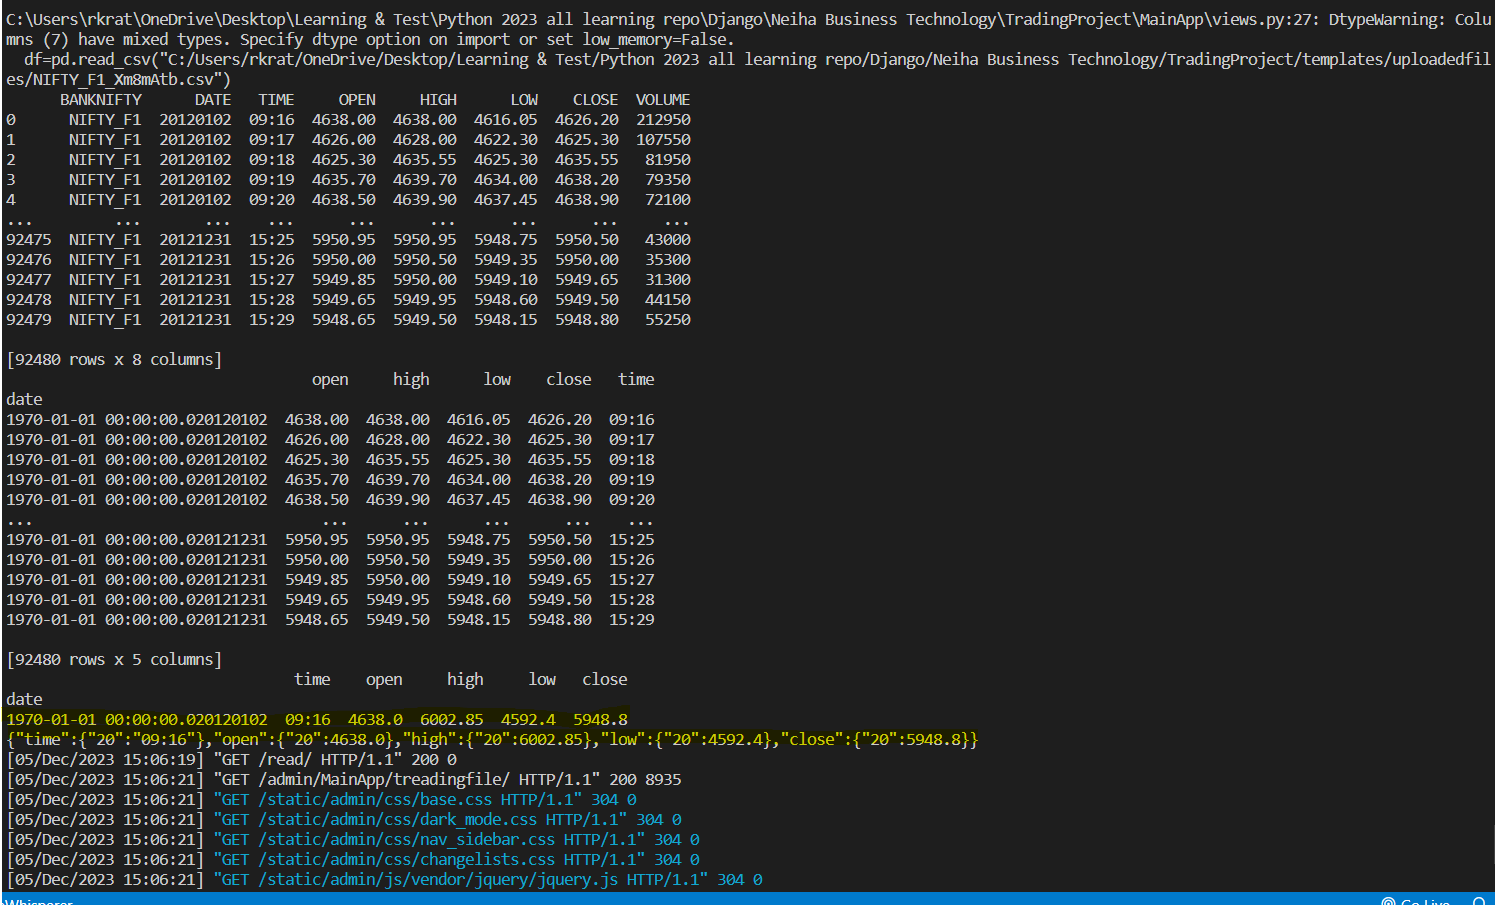 C:\Users\rkrat\OneDrive\Desktop\Learning & Test\Python 2023 all learning repo\Django\Neiha Business Technology\TradingProject\MainApp\views.py:27: DtypeWarning: Colu
mns (7) have mixed types. Specify dtype option on import or set low_memory=False.
  df=pd.read_csv("C:/Users/rkrat/OneDrive/Desktop/Learning & Test/Python 2023 all learning repo/Django/Neiha Business Technology/TradingProject/templates/uploadedfil
es/NIFTY_F1_Xm8mAtb.csv")
      BANKNIFTY      DATE   TIME     OPEN     HIGH      LOW    CLOSE  VOLUME
0      NIFTY_F1  20120102  09:16  4638.00  4638.00  4616.05  4626.20  212950
1      NIFTY_F1  20120102  09:17  4626.00  4628.00  4622.30  4625.30  107550
2      NIFTY_F1  20120102  09:18  4625.30  4635.55  4625.30  4635.55   81950
3      NIFTY_F1  20120102  09:19  4635.70  4639.70  4634.00  4638.20   79350
4      NIFTY_F1  20120102  09:20  4638.50  4639.90  4637.45  4638.90   72100
...         ...       ...    ...      ...      ...      ...      ...     ...
92475  NIFTY_F1  20121231  15:25  5950.95  5950.95  5948.75  5950.50   43000
92476  NIFTY_F1  20121231  15:26  5950.00  5950.50  5949.35  5950.00   35300
92477  NIFTY_F1  20121231  15:27  5949.85  5950.00  5949.10  5949.65   31300
92478  NIFTY_F1  20121231  15:28  5949.65  5949.95  5948.60  5949.50   44150
92479  NIFTY_F1  20121231  15:29  5948.65  5949.50  5948.15  5948.80   55250
[92480 rows x 8 columns]
                                  open     high      low    close   time
date
1970-01-01 00:00:00.020120102  4638.00  4638.00  4616.05  4626.20  09:16
1970-01-01 00:00:00.020120102  4626.00  4628.00  4622.30  4625.30  09:17
1970-01-01 00:00:00.020120102  4625.30  4635.55  4625.30  4635.55  09:18
1970-01-01 00:00:00.020120102  4635.70  4639.70  4634.00  4638.20  09:19
1970-01-01 00:00:00.020120102  4638.50  4639.90  4637.45  4638.90  09:20
...                                ...      ...      ...      ...    ...
1970-01-01 00:00:00.020121231  5950.95  5950.95  5948.75  5950.50  15:25
1970-01-01 00:00:00.020121231  5950.00  5950.50  5949.35  5950.00  15:26
1970-01-01 00:00:00.020121231  5949.85  5950.00  5949.10  5949.65  15:27
1970-01-01 00:00:00.020121231  5949.65  5949.95  5948.60  5949.50  15:28
1970-01-01 00:00:00.020121231  5948.65  5949.50  5948.15  5948.80  15:29
[92480 rows x 5 columns]
                                time    open     high     low   close
date
1970-01-01 00:00:00.020120102  09:16  4638.0  6002.85  4592.4  5948.8
{"time":{"20":"09:16"},"open":{"20":4638.0},"high":{"20":6002.85},"low":{"20":4592.4},"close":{"20":5948.8}}
[05/Dec/2023 15:06:19] "GET /read/ HTTP/1.1" 200 0
[05/Dec/2023 15:06:21] "GET /admin/MainApp/treadingfile/ HTTP/1.1" 200 8935
[05/Dec/2023 15:06:21] "GET /static/admin/css/base.css HTTP/1.1" 304 0
[05/Dec/2023 15:06:21] "GET /static/admin/css/dark_mode.css HTTP/1.1" 304 0
[05/Dec/2023 15:06:21] "GET /static/admin/css/nav_sidebar.css HTTP/1.1" 304 0
[05/Dec/2023 15:06:21] "GET /static/admin/css/changelists.css HTTP/1.1" 304 0
[05/Dec/2023 15:06:21] "GET /static/admin/js/vendor/jquery/jquery.js HTTP/1.1" 304 0
Whisperer Go Live